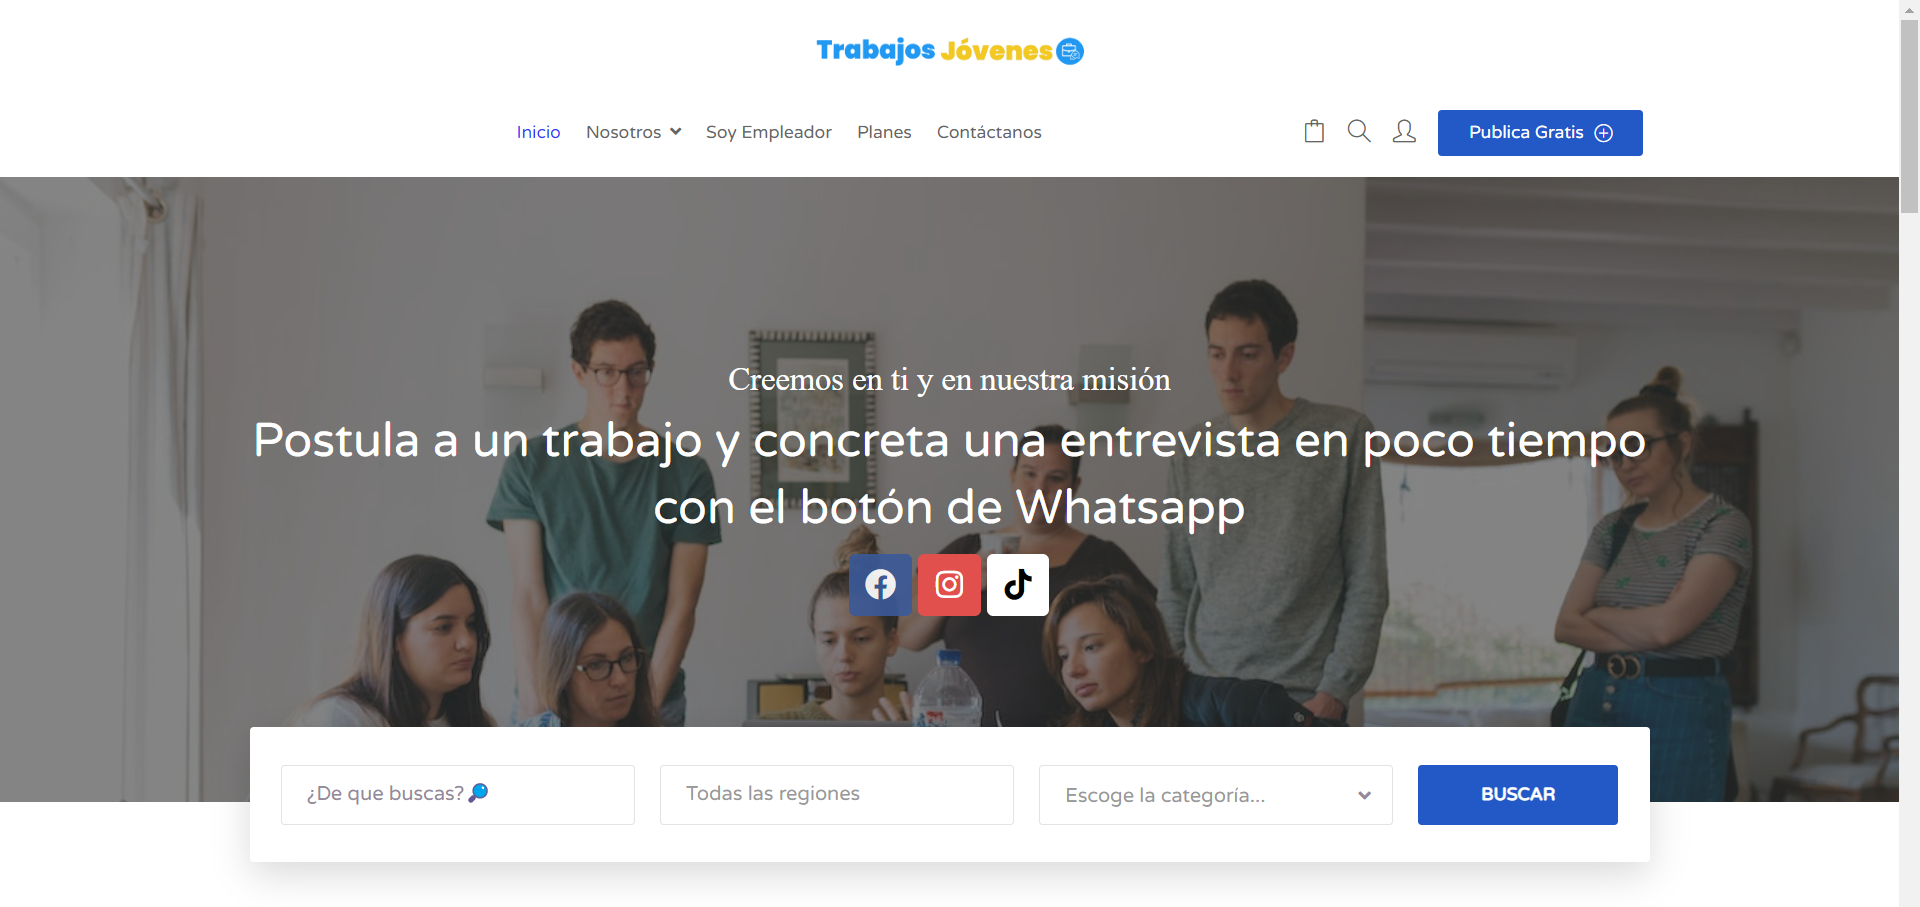 Trabajos Jóvenes
Inicio Nosotros Soy Empleador Planes Contáctanos Publica Gratis
Creemos en ti y en nuestra misión
Postula a un trabajo y concreta una entrevista en poco tiempo
con el botón de Whatsapp
¿De que buscas?🔎 Todas las regiones Escoge la categoría... BUSCAR